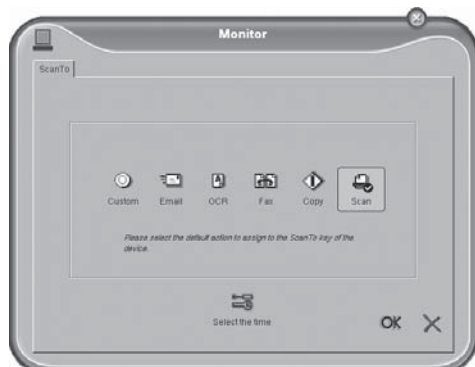 Monitor
ScanTo
Custom Email OCR Fax Copy Scan
Please select the default action to assign to the ScanTo key of the
device.
Select the time
OK